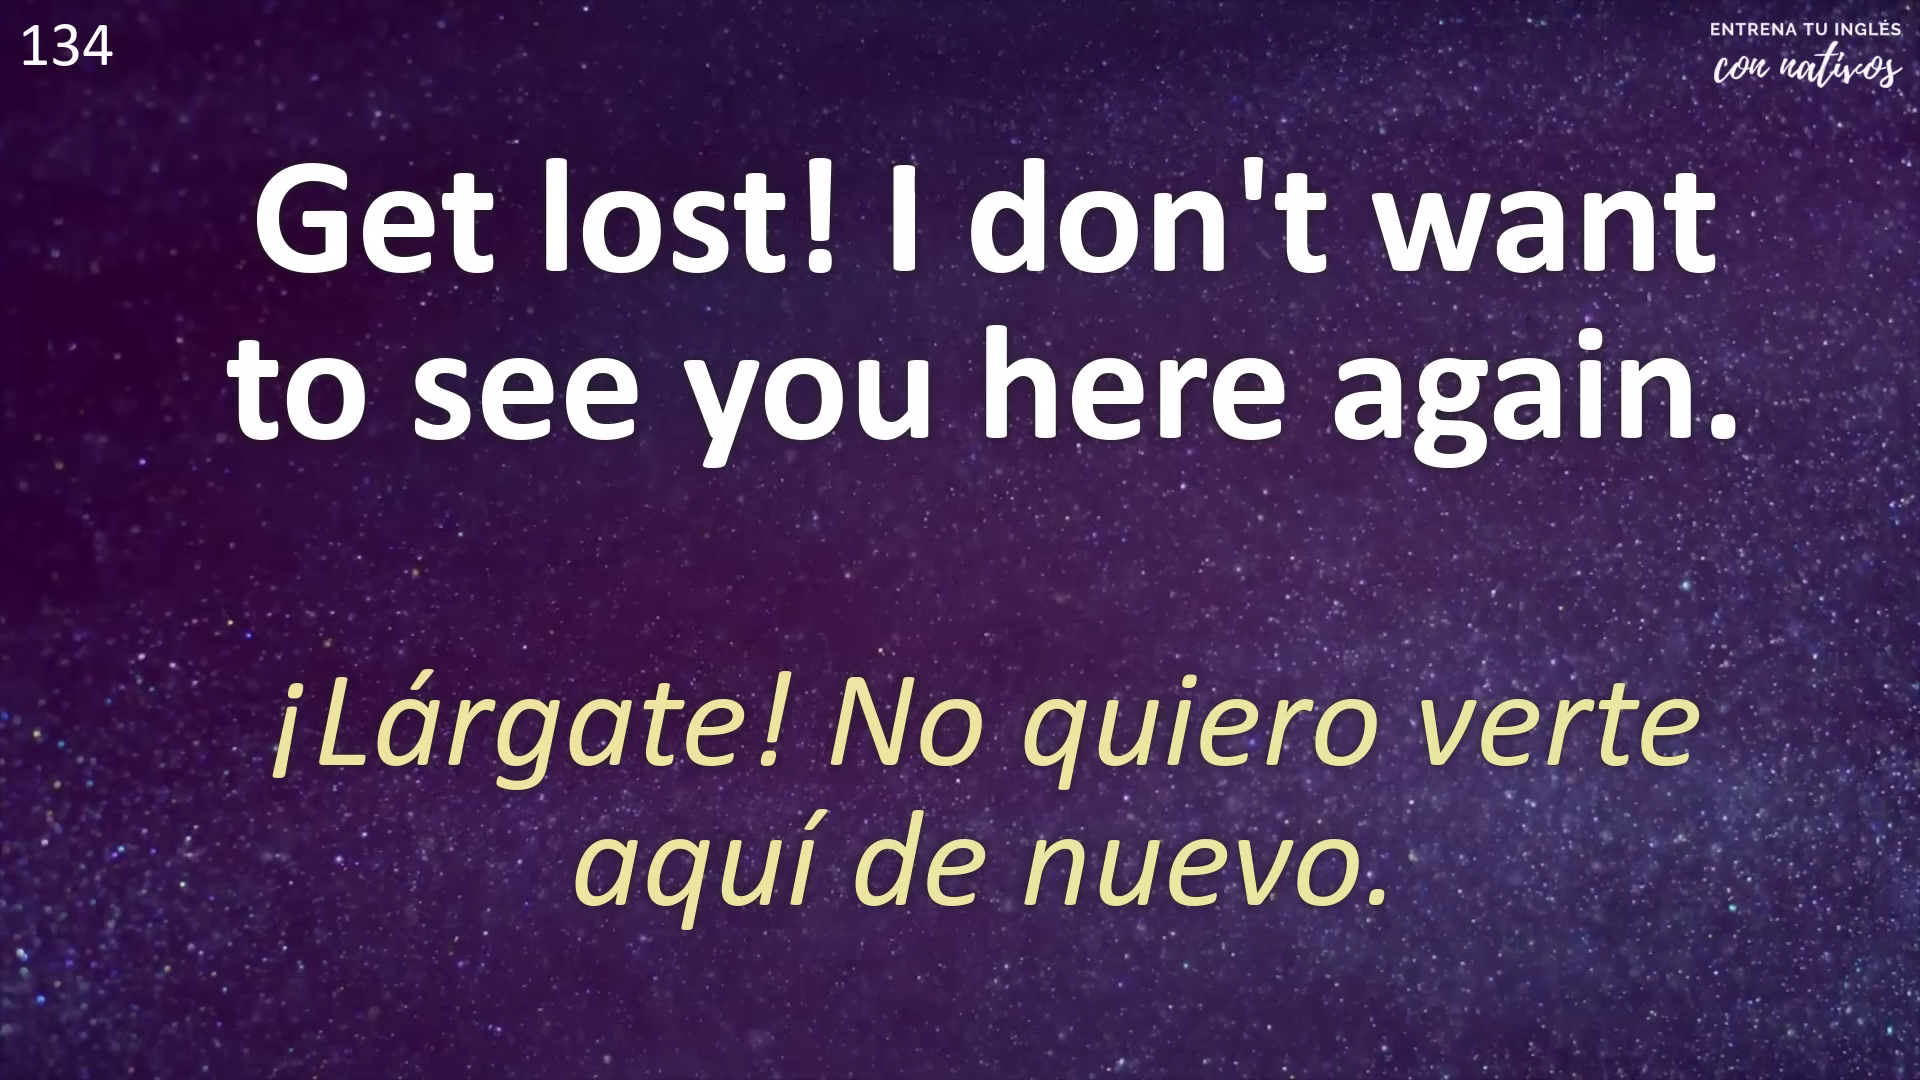 134
ENTRENA TU INGLÉS
con nativos
Get lost! I don't want
to see you here again.
¡Lárgate! No quiero verte
aquí de nuevo.